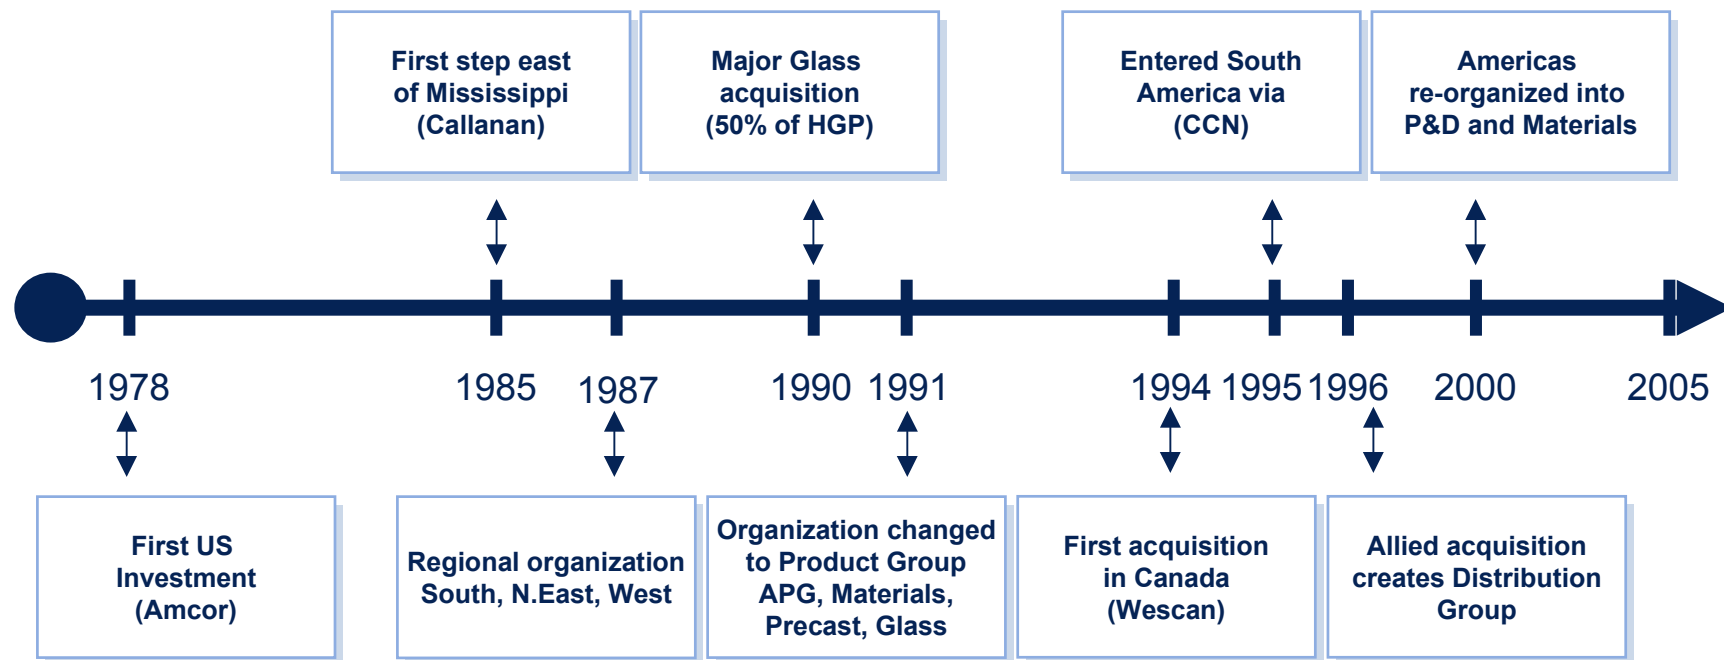 First step east
of Mississippi
(Callanan)
Major Glass
acquisition
(50% of HGP)
Entered South
America via
(CCN)
Americas
re-organized into
P&D and Materials
1978
1985
1987
1990
1991
1994
1995
1996
2000
2005
First US
Investment
(Amcor)
Regional organization
South, N.East, West
Organization changed
to Product Group
APG, Materials,
Precast, Glass
First acquisition
in Canada
(Wescan)
Allied acquisition
creates Distribution
Group